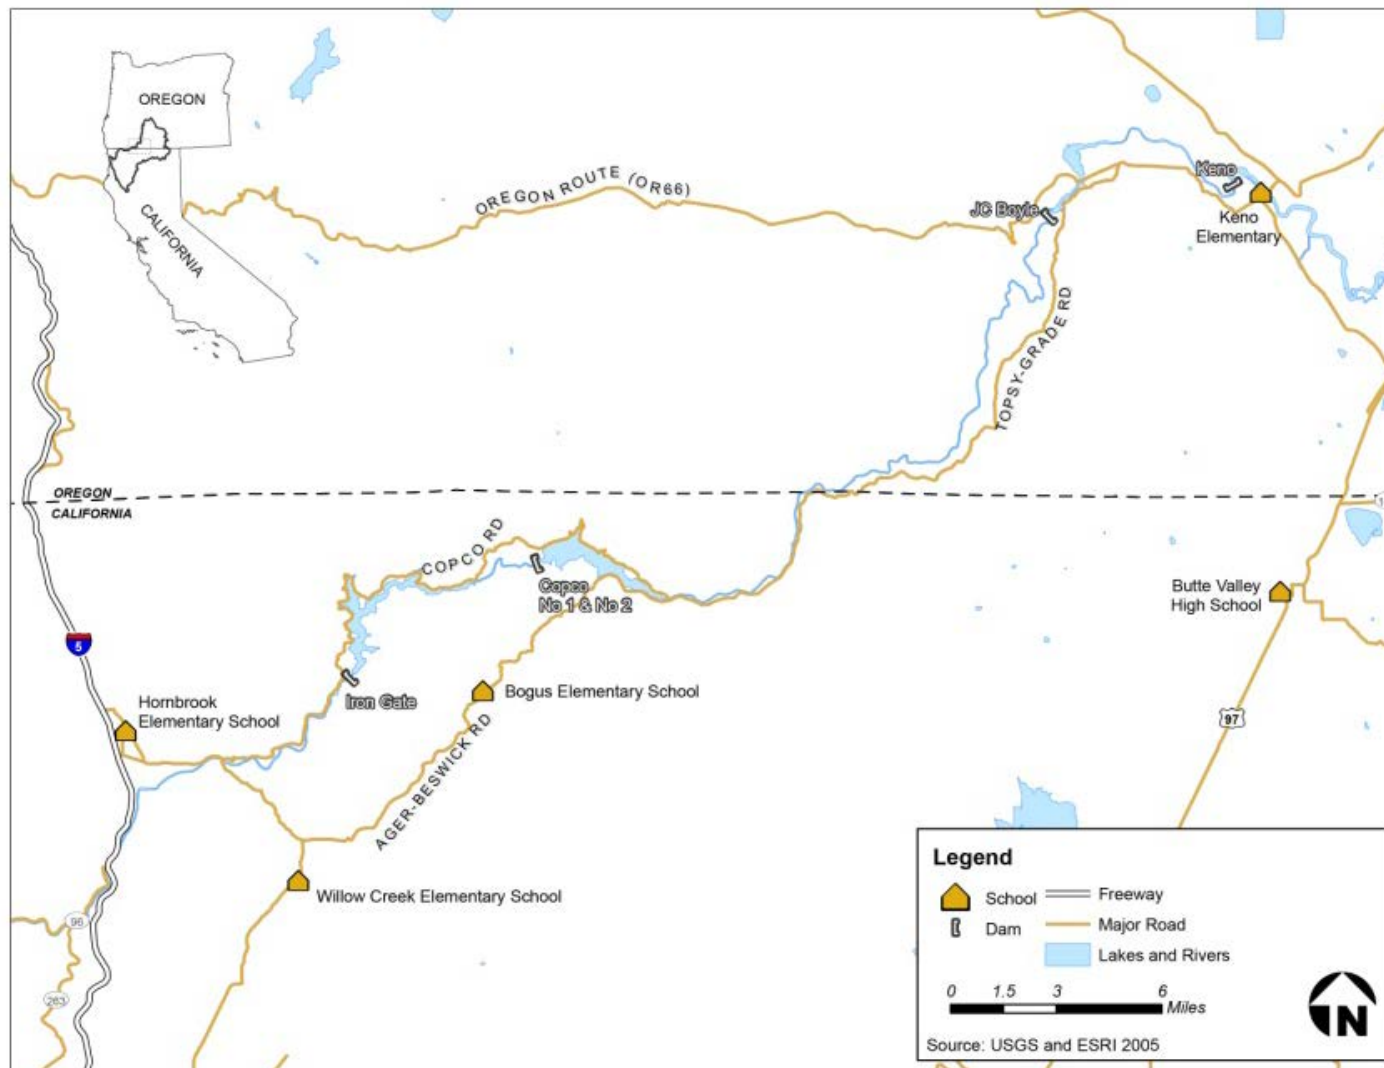 OREGON
CALIFORNIA
OREGON ROUTE (OR66)
Keno
JC Boyle
Keno
Elementary
TOPSY-GRADE RD
OREGON
CALIFORNIA
COPCO RD
Copco
No 1 & No 2
Butte Valley
High School
5
Iron Gate
Bogus Elementary School
Hornbrook
Elementary School
97
AGER-BESWICK RD
Willow Creek Elementary School
96
263
Legend
School
Freeway
Dam
Major Road
Lakes and Rivers
0 1.5 3 6
Miles
N
Source: USGS and ESRI 2005